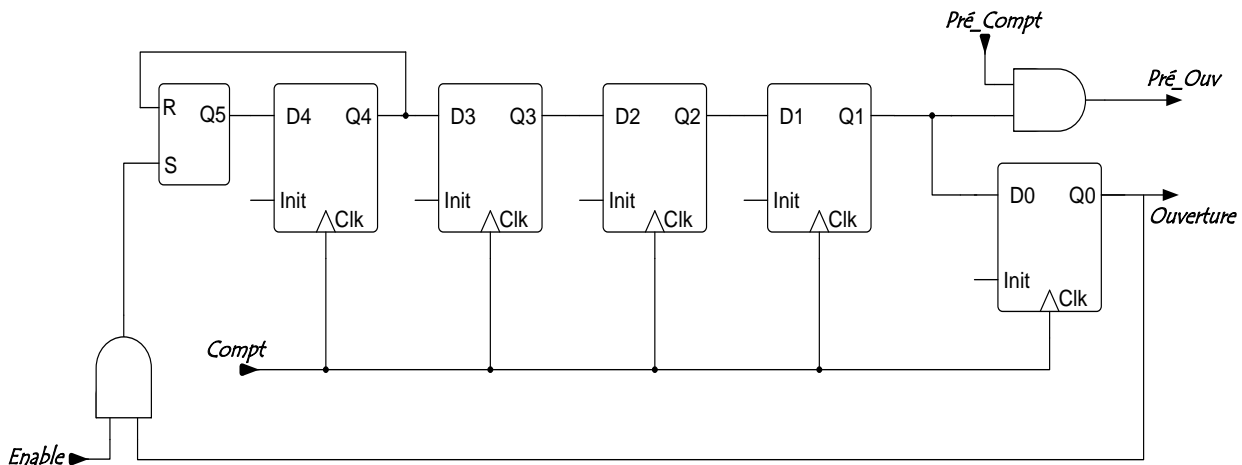 Pré_Compt
Pré_Ouv
R Q5 D4 Q4 D3 Q3 D2 Q2 D1 Q1
S
Init Init Init Init
Clk Clk Clk Clk
D0 Q0
Ouverture
Init
Clk
Compt
Enable